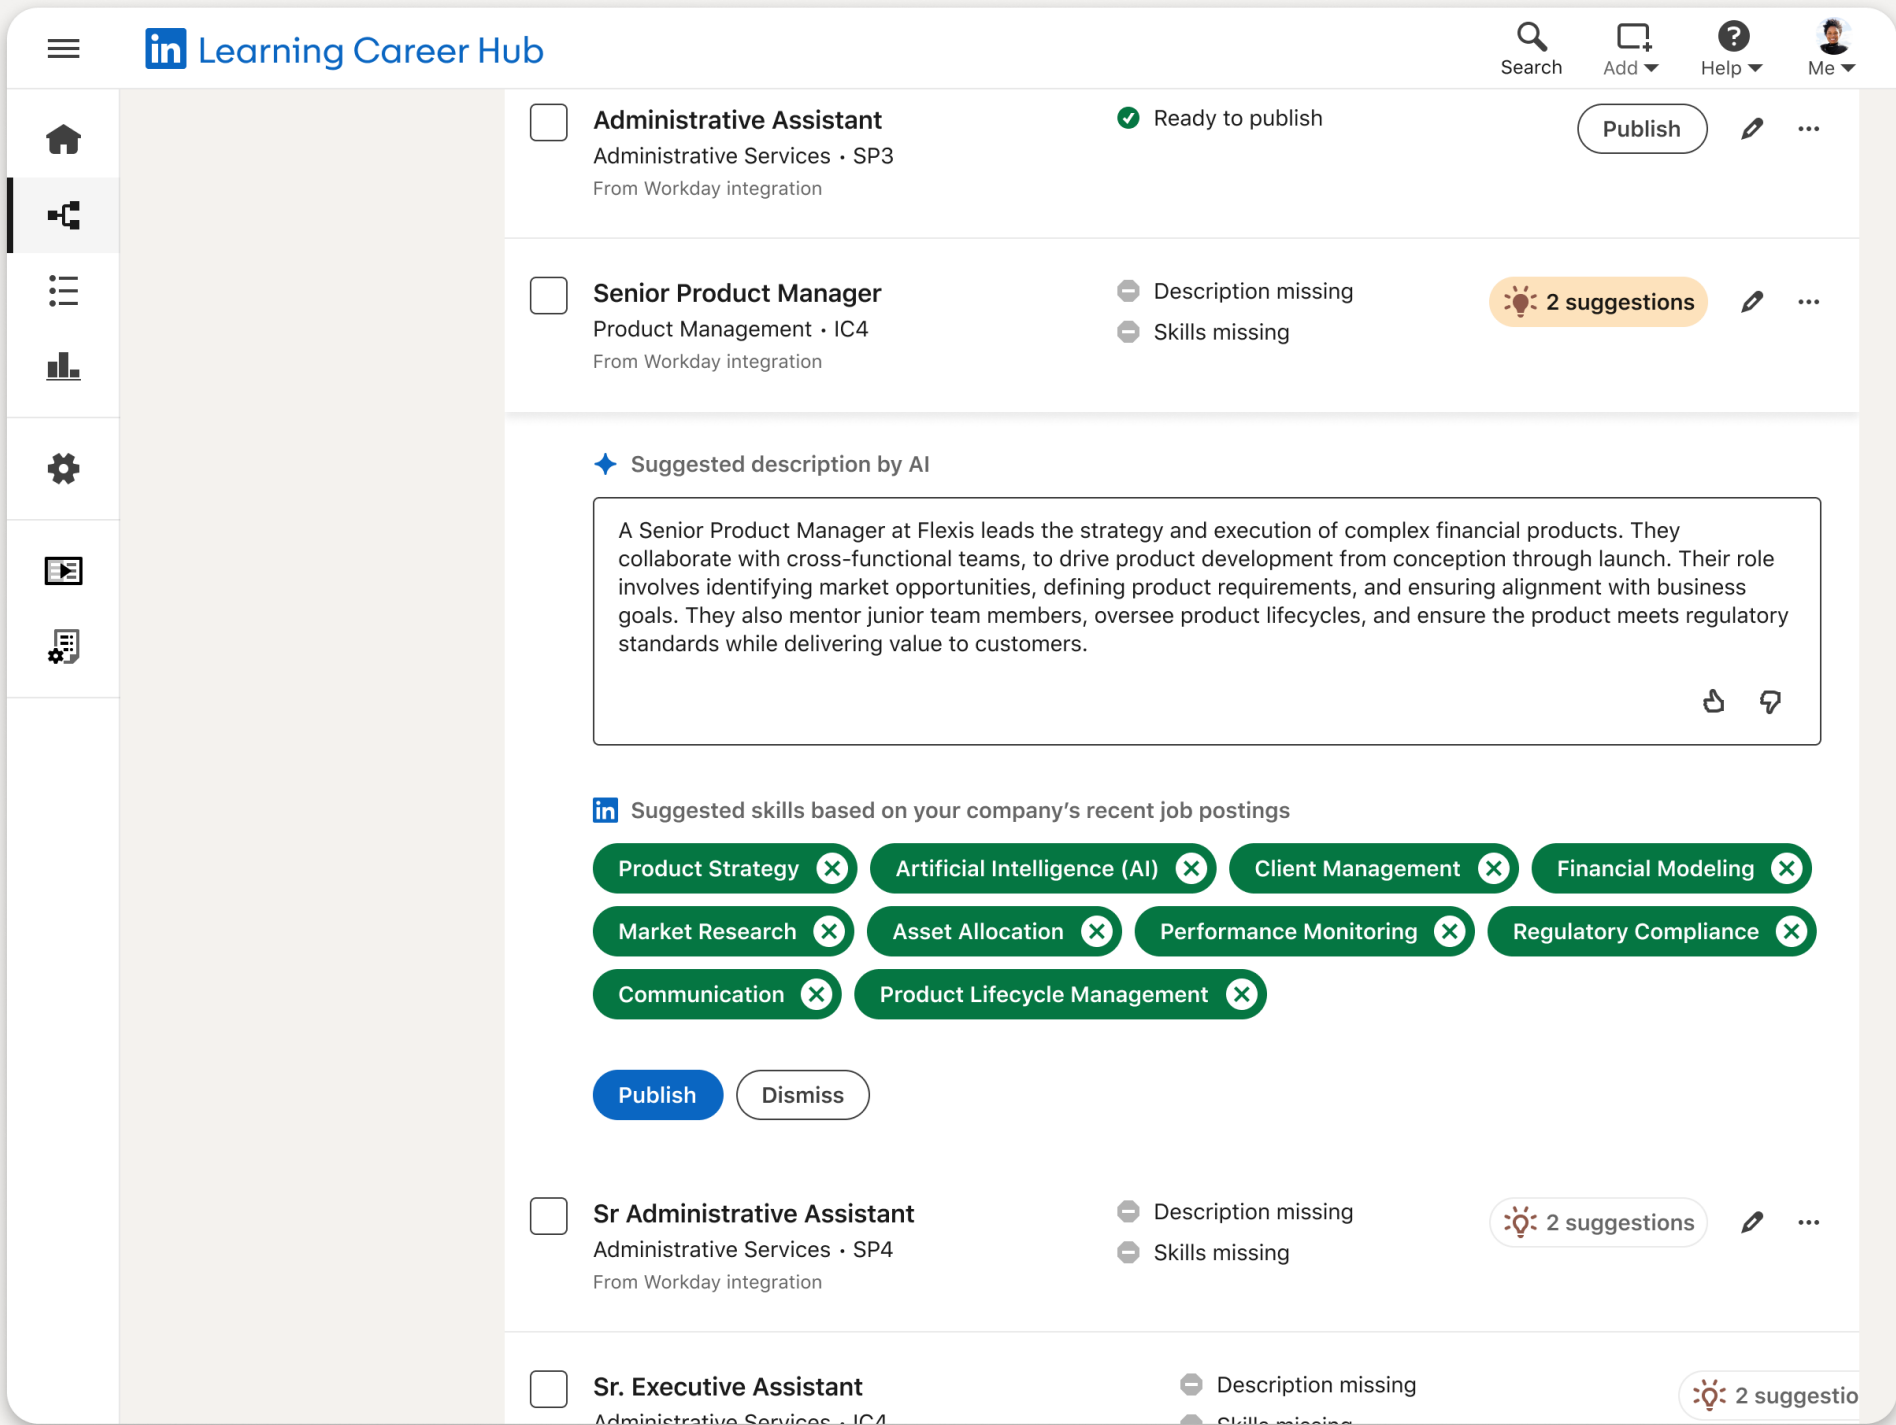 in Learning Career Hub
Search
Add
Help
Me
Administrative Assistant
Administrative Services • SP3
From Workday integration
Ready to publish
Publish
Senior Product Manager
Product Management • IC4
From Workday integration
Description missing
Skills missing
2 suggestions
Suggested description by AI
A Senior Product Manager at Flexis leads the strategy and execution of complex financial products. They
collaborate with cross-functional teams, to drive product development from conception through launch. Their role
involves identifying market opportunities, defining product requirements, and ensuring alignment with business
goals. They also mentor junior team members, oversee product lifecycles, and ensure the product meets regulatory
standards while delivering value to customers.
in Suggested skills based on your company’s recent job postings
Product Strategy
Artificial Intelligence (AI)
Client Management
Financial Modeling
Market Research
Asset Allocation
Performance Monitoring
Regulatory Compliance
Communication
Product Lifecycle Management
Publish
Dismiss
Sr Administrative Assistant
Administrative Services • SP4
From Workday integration
Description missing
Skills missing
2 suggestions
Sr. Executive Assistant
Administrative Services • IC4
Description missing
Skills missing
2 suggestio